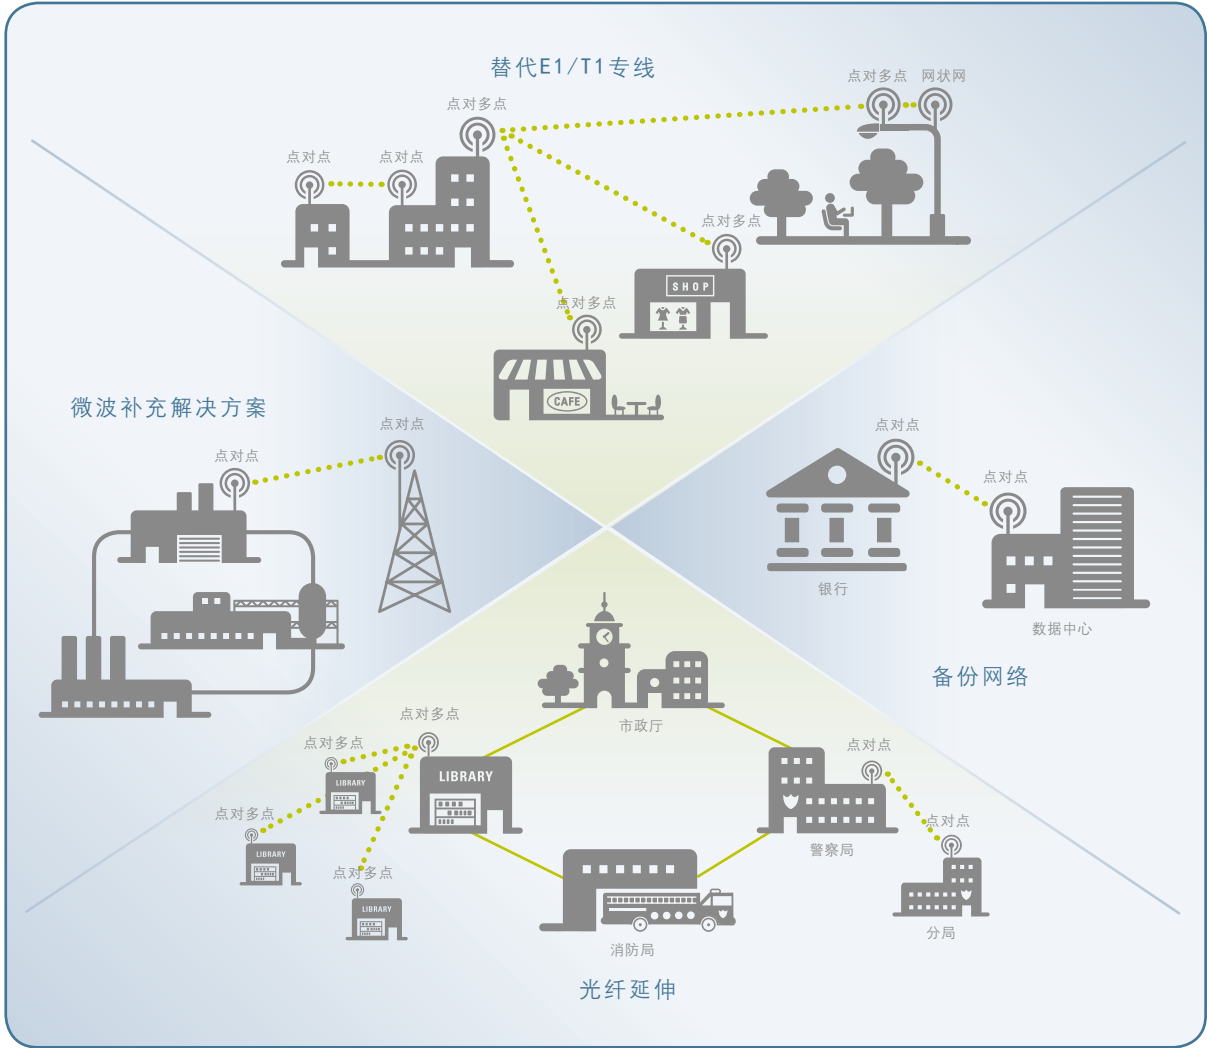 替代E1/T1专线
点对多点 网状网
点对多点
点对点
点对点
点对多点
SHOP
点对多点
CAFE
微波补充解决方案
点对点
点对点
点对点
点对点
银行
数据中心
备份网络
市政厅
点对多点
点对多点
LIBRARY
LIBRARY
点对点
点对多点
LIBRARY
点对点
警察局
点对多点
LIBRARY
消防局
分局
光纤延伸